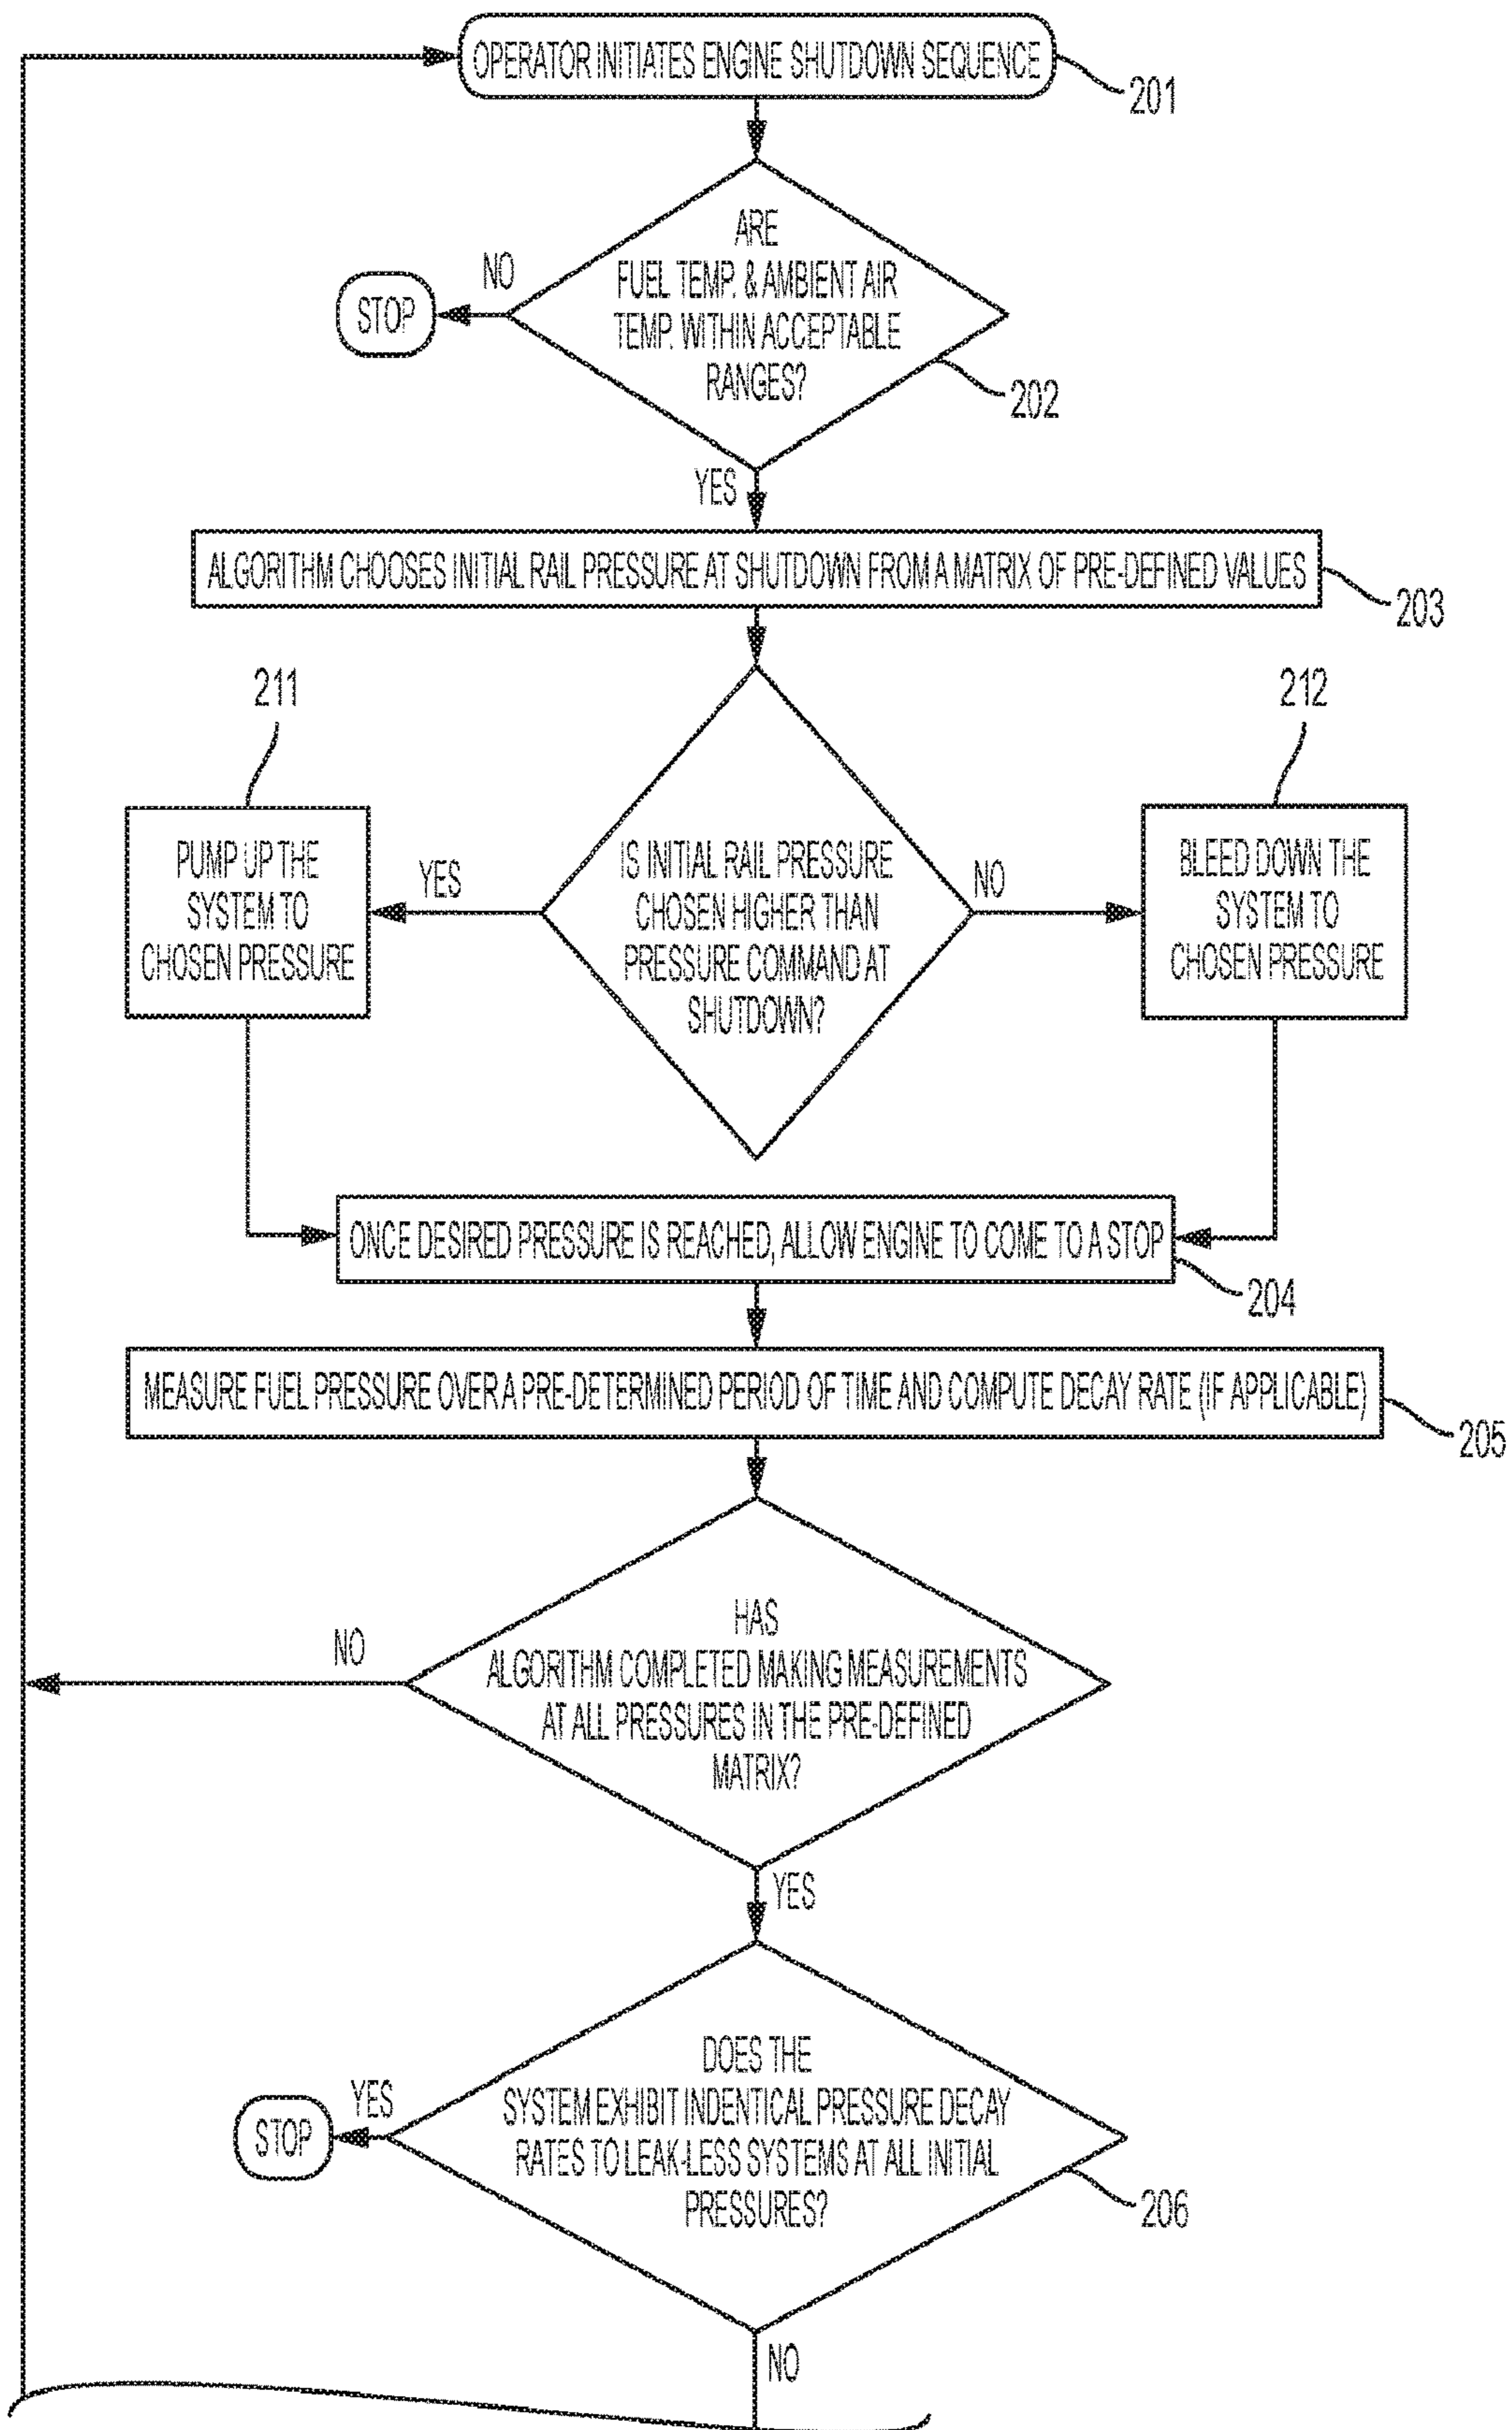 OPERATOR INITIATES ENGINE SHUTDOWN SEQUENCE
201
ARE
FUEL TEMP. & AMBIENT AIR
TEMP. WITHIN ACCEPTABLE
RANGES?
NO
STOP
202
YES
ALGORITHM CHOOSES INITIAL RAIL PRESSURE AT SHUTDOWN FROM A MATRIX OF PRE-DEFINED VALUES
203
211
212
PUMP UP THE
SYSTEM TO
CHOSEN PRESSURE
YES
IS INITIAL RAIL PRESSURE
CHOSEN HIGHER THAN
PRESSURE COMMAND AT
SHUTDOWN?
NO
BLEED DOWN THE
SYSTEM TO
CHOSEN PRESSURE
ONCE DESIRED PRESSURE IS REACHED, ALLOW ENGINE TO COME TO A STOP
204
MEASURE FUEL PRESSURE OVER A PRE-DETERMINED PERIOD OF TIME AND COMPUTE DECAY RATE (IF APPLICABLE)
205
HAS
ALGORITHM COMPLETED MAKING MEASUREMENTS
AT ALL PRESSURES IN THE PRE-DEFINED
MATRIX?
NO
YES
DOES THE
SYSTEM EXHIBIT INDENTICAL PRESSURE DECAY
RATES TO LEAK-LESS SYSTEMS AT ALL INITIAL
PRESSURES?
YES
STOP
206
NO